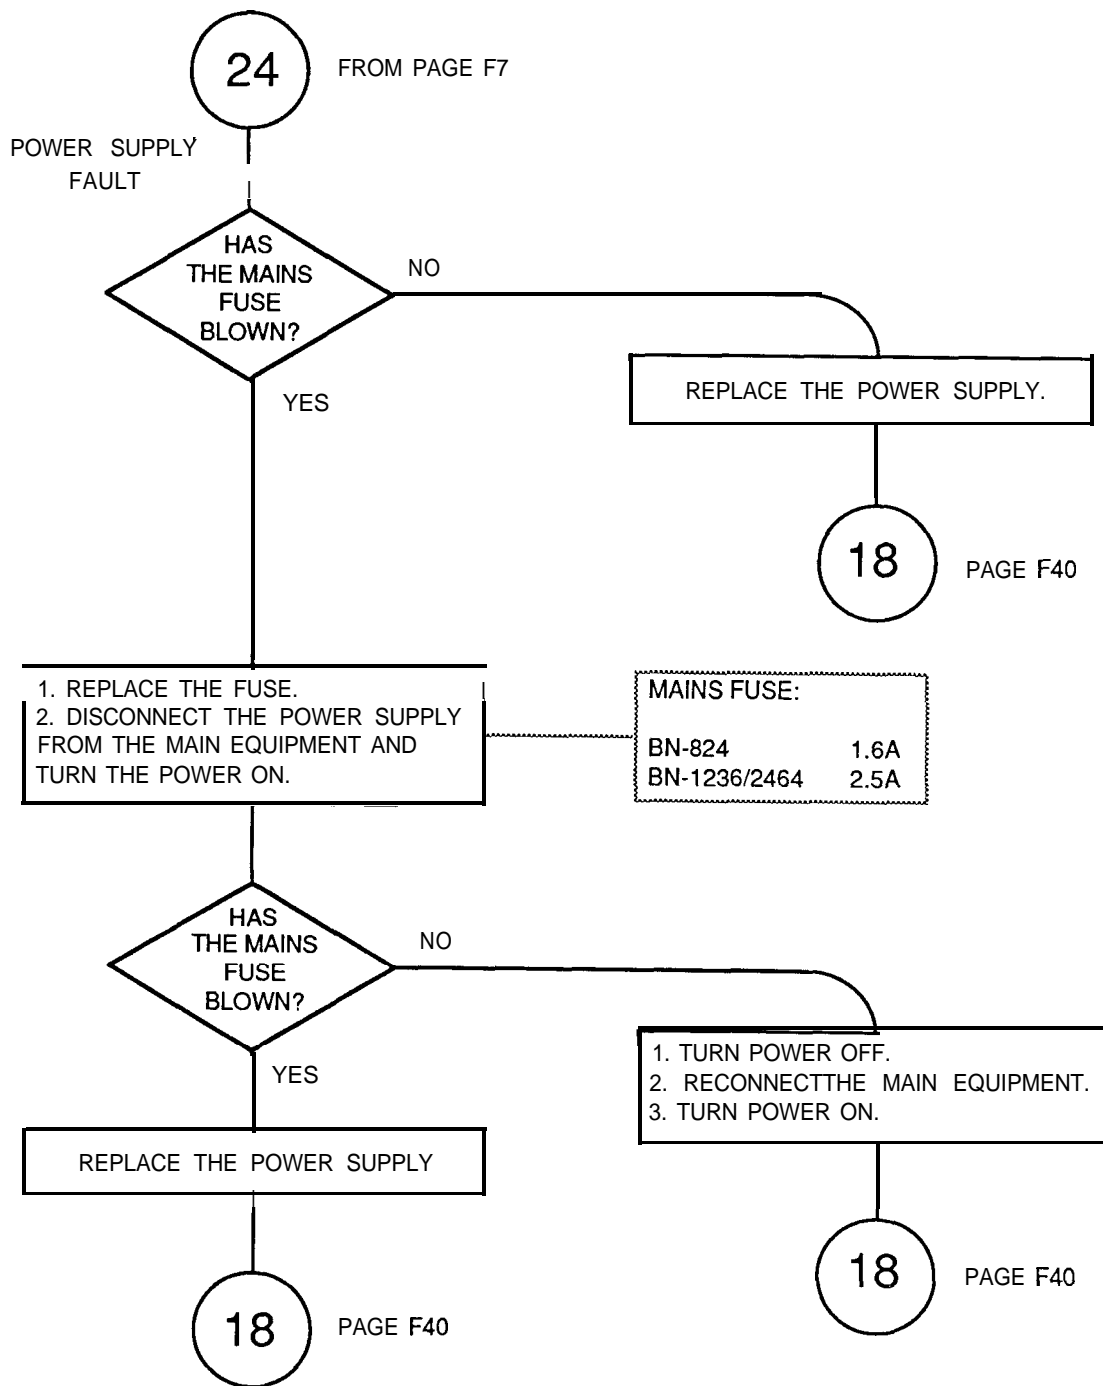 24
FROM PAGE F7
POWER SUPPLY
FAULT
HAS
THE MAINS
FUSE
BLOWN?
NO
YES
REPLACE THE POWER SUPPLY.
18
PAGE F40
1. REPLACE THE FUSE.
2. DISCONNECT THE POWER SUPPLY
FROM THE MAIN EQUIPMENT AND
TURN THE POWER ON.
MAINS FUSE:
BN-824 1.6A
BN-1236/2464 2.5A
HAS
THE MAINS
FUSE
BLOWN?
NO
YES
1. TURN POWER OFF.
2. RECONNECTTHE MAIN EQUIPMENT.
3. TURN POWER ON.
REPLACE THE POWER SUPPLY
18
PAGE F40
18
PAGE F40